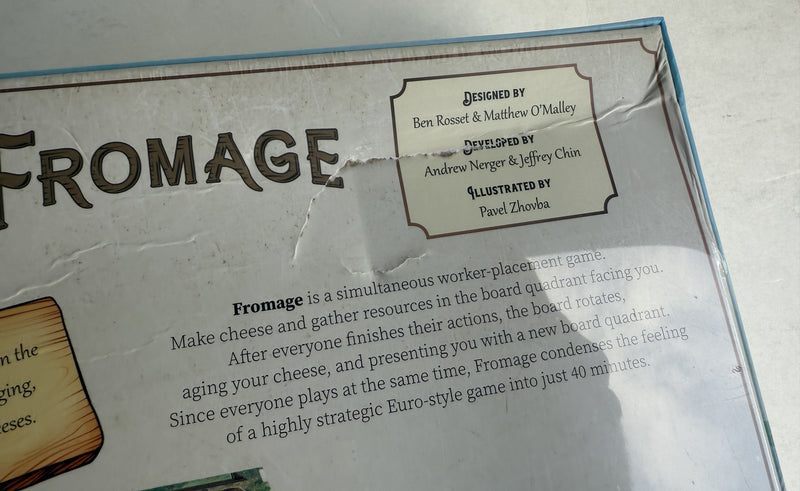 FROMAGE
DESIGNED BY
Ben Rosset & Matthew O'Malley
DEVELOPED BY
Andrew Nerger & Jeffrey Chin
ILLUSTRATED BY
Pavel Zhovba
Fromage is a simultaneous worker-placement game.
Make cheese and gather resources in the board quadrant facing you.
After everyone finishes their actions, the board rotates,
aging your cheese, and presenting you with a new board quadrant.
Since everyone plays at the same time, Fromage condenses the feeling
of a highly strategic Euro-style game into just 40 minutes.
n the
ging,
eses.